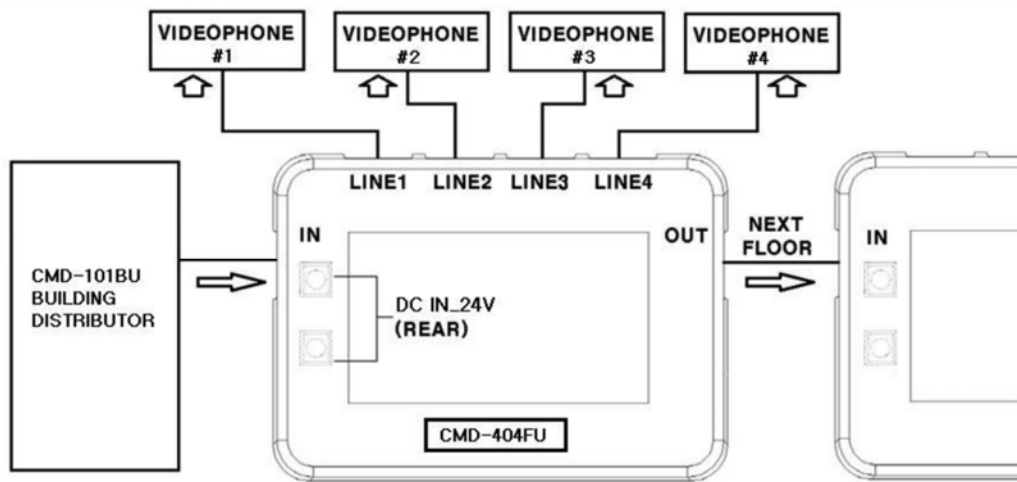 VIDEOPHONE
#1
VIDEOPHONE
#2
VIDEOPHONE
#3
VIDEOPHONE
#4
LINE1 LINE2 LINE3 LINE4
IN
OUT
NEXT
FLOOR
IN
CMD-101BU
BUILDING
DISTRIBUTOR
DC IN_24V
(REAR)
CMD-404FU